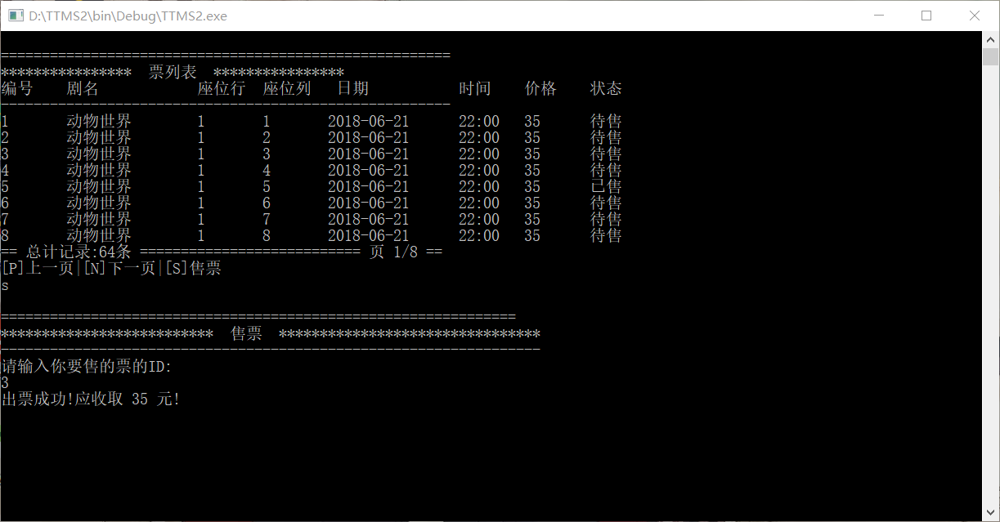 D:\TTMS2\bin\Debug\TTMS2.exe
=======================================================
**************** 票列表 ****************
编号 剧名 座位行 座位列 日期 时间 价格 状态
-------------------------------------------------------
1 动物世界 1 1 2018-06-21 22:00 35 待售
2 动物世界 1 2 2018-06-21 22:00 35 待售
3 动物世界 1 3 2018-06-21 22:00 35 待售
4 动物世界 1 4 2018-06-21 22:00 35 待售
5 动物世界 1 5 2018-06-21 22:00 35 已售
6 动物世界 1 6 2018-06-21 22:00 35 待售
7 动物世界 1 7 2018-06-21 22:00 35 待售
8 动物世界 1 8 2018-06-21 22:00 35 待售
== 总计记录:64条 =========================== 页 1/8 ==
[P]上一页|[N]下一页|[S]售票
s
===============================================================
************************** 售票 ********************************
------------------------------------------------------------------
请输入你要售的票的ID:
3
出票成功!应收取 35 元!